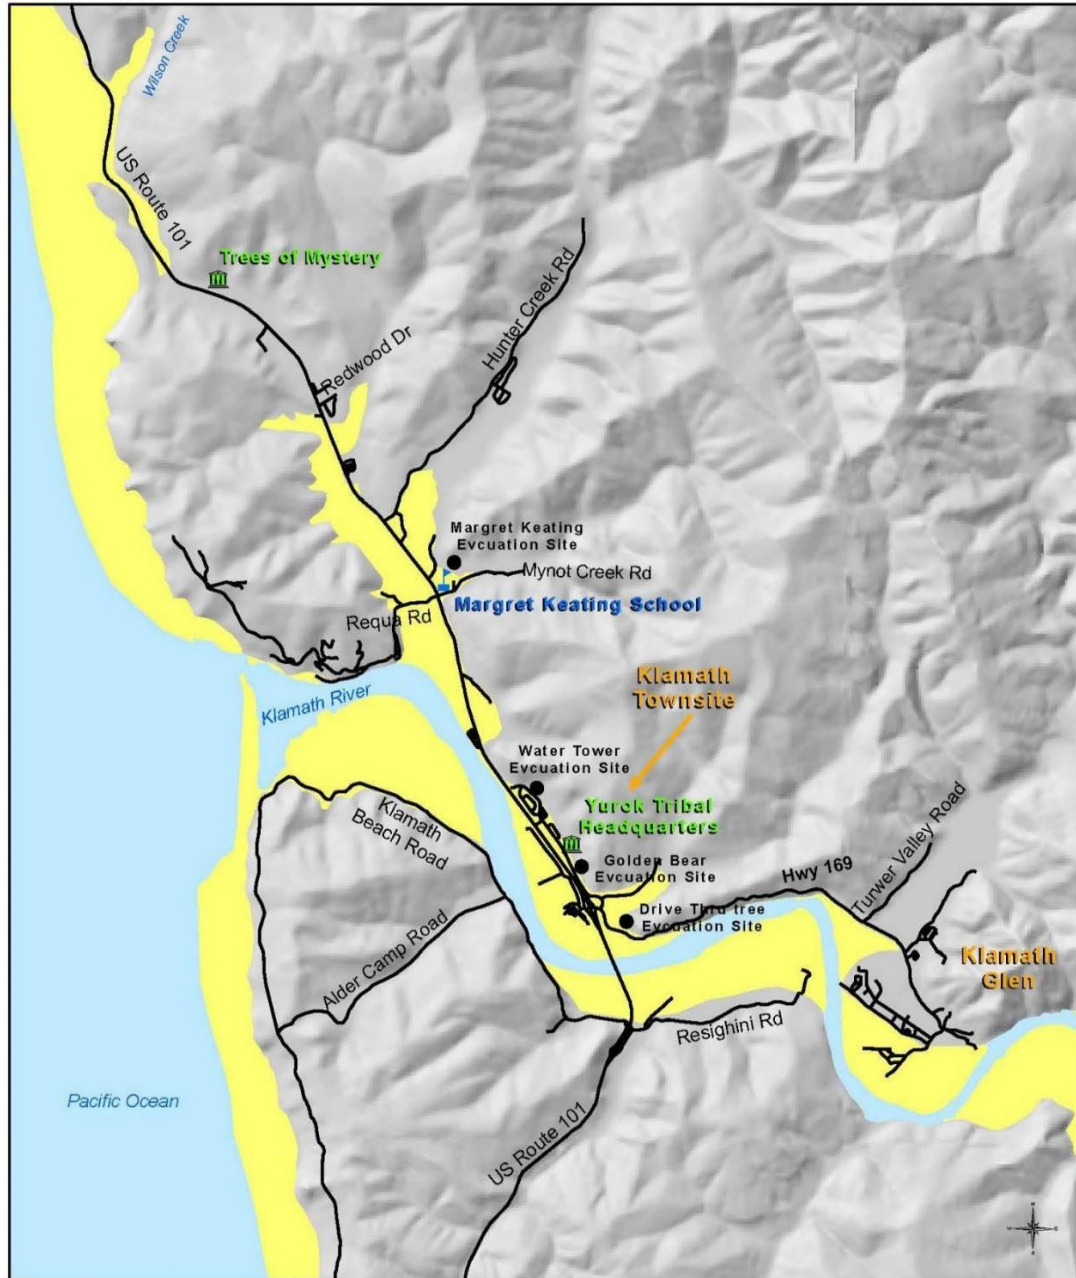 Wilson Creek
US Route 101
Trees of Mystery
Hunter Creek Rd
Redwood Dr
Margret Keating
Evcuation Site
Mynot Creek Rd
Margret Keating School
Requa Rd
Klamath
Townsite
Klamath River
Water Tower
Evcuation Site
Yurok Tribal
Headquarters
Klamath
Beach Road
Golden Bear
Evcuation Site
Hwy 169
Turwer Valley Road
Drive Thru tree
Evcuation Site
Alder Camp Road
Klamath
Glen
Resighini Rd
Pacific Ocean
US Route 101
N
W
E
S